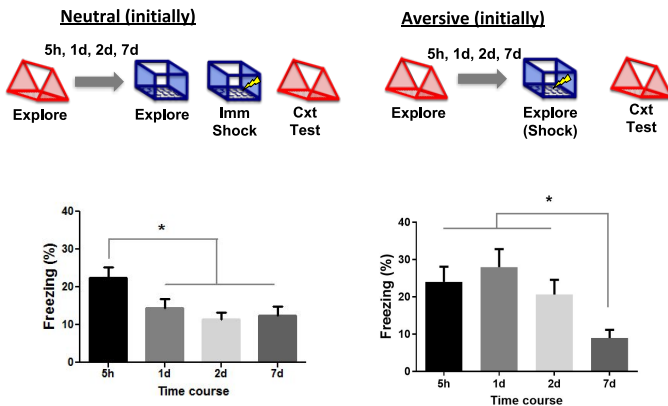 Neutral (initially)
5h, 1d, 2d, 7d
Explore
Explore
Imm
Shock
Cxt
Test
Aversive (initially)
5h, 1d, 2d, 7d
Explore
Explore
(Shock)
Cxt
Test
Freezing (%)
40
30
20
10
0
*
5h
1d
2d
7d
Time course
Freezing (%)
40
30
20
10
0
*
5h
1d
2d
7d
Time course